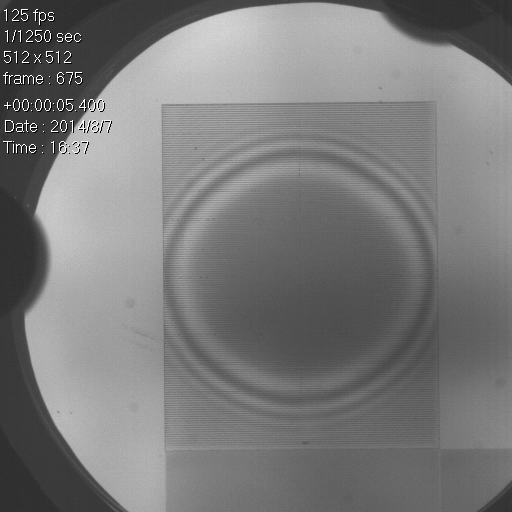 125 fps
1/1250 sec
512 x 512
frame : 675
+00:00:05.400
Date : 2014/8/7
Time : 16:37